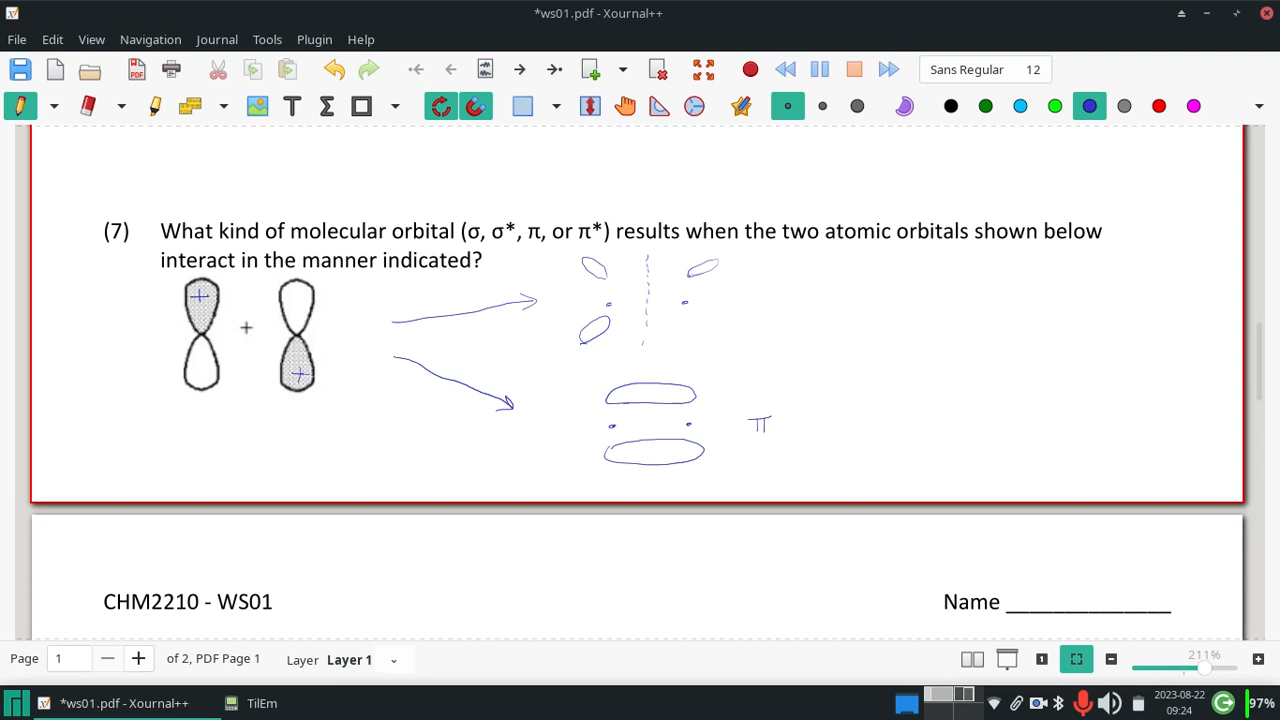 *ws01.pdf - Xournal++
File Edit View Navigation Journal Tools Plugin Help
Sans Regular 12
(7) What kind of molecular orbital (σ, σ*, π, or π*) results when the two atomic orbitals shown below
interact in the manner indicated?
+ + +
π
CHM2210 - WS01 Name _______________
Page 1 of 2, PDF Page 1 Layer Layer 1 211%
*ws01.pdf - Xournal++ TilEm 2023-08-22 97%
09:24